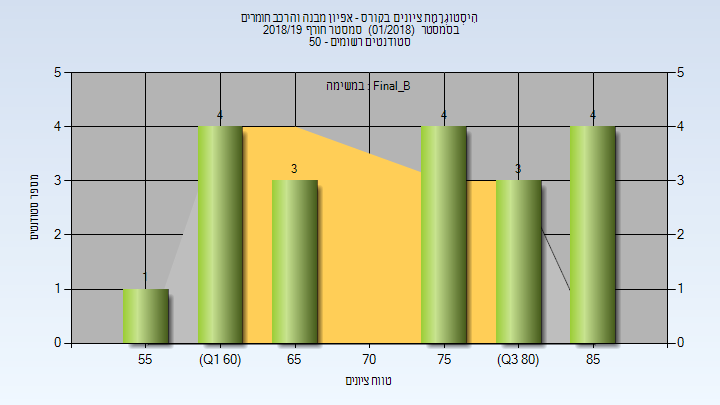 היסטוגרמת ציונים בקורס - אפיון מבנה והרכב חומרים
בסמסטר (01/2018) סמסטר חורף 2018/19
סטודנטים רשומים - 50
במשימה : Final_B
מספר סטודנטים
5 5
4 4
3 3
2 2
1 1
0 0
1 4 3 4 3 4
55 (Q1 60) 65 70 75 (Q3 80) 85
טווח ציונים